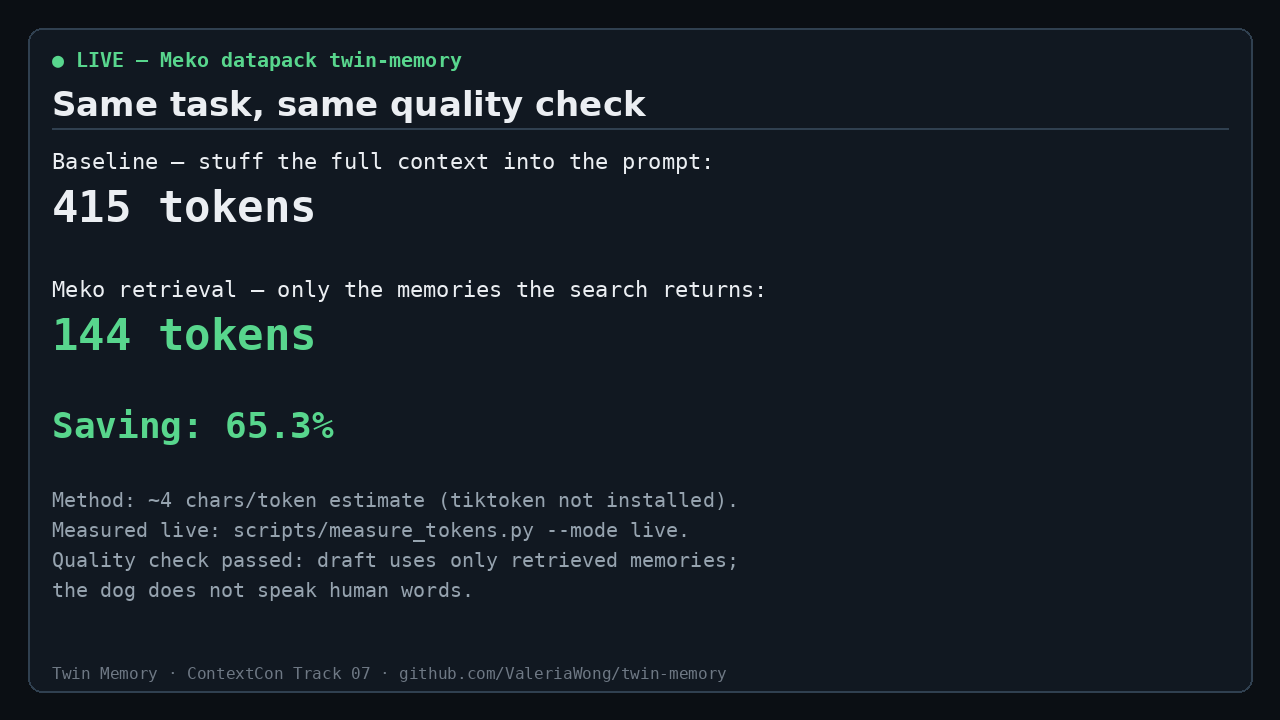 ● LIVE — Meko datapack twin-memory
Same task, same quality check
Baseline — stuff the full context into the prompt:
415 tokens
Meko retrieval — only the memories the search returns:
144 tokens
Saving: 65.3%
Method: ~4 chars/token estimate (tiktoken not installed).
Measured live: scripts/measure_tokens.py --mode live.
Quality check passed: draft uses only retrieved memories;
the dog does not speak human words.
Twin Memory · ContextCon Track 07 · github.com/ValeriaWong/twin-memory